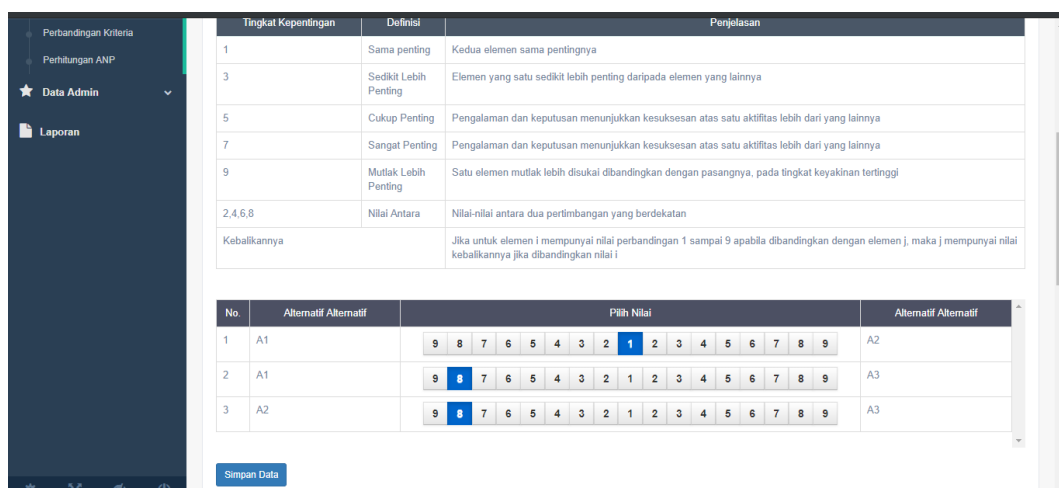 Perbandingan Kriteria
Perhitungan ANP
Data Admin
Laporan
Tingkat Kepentingan Definisi Penjelasan
1 Sama penting Kedua elemen sama pentingnya
3 Sedikit Lebih Penting Elemen yang satu sedikit lebih penting daripada elemen yang lainnya
5 Cukup Penting Pengalaman dan keputusan menunjukkan kesuksesan atas satu aktifitas lebih dari yang lainnya
7 Sangat Penting Pengalaman dan keputusan menunjukkan kesuksesan atas satu aktifitas lebih dari yang lainnya
9 Mutlak Lebih Penting Satu elemen mutlak lebih disukai dibandingkan dengan pasangnya, pada tingkat keyakinan tertinggi
2,4,6,8 Nilai Antara Nilai-nilai antara dua pertimbangan yang berdekatan
Kebalikannya Jika untuk elemen i mempunyai nilai perbandingan 1 sampai 9 apabila dibandingkan dengan elemen j, maka j mempunyai nilai
kebalikannya jika dibandingkan nilai i
No. Alternatif Alternatif Pilih Nilai Alternatif Alternatif
1 A1 9 8 7 6 5 4 3 2 1 2 3 4 5 6 7 8 9 A2
2 A1 9 8 7 6 5 4 3 2 1 2 3 4 5 6 7 8 9 A3
3 A2 9 8 7 6 5 4 3 2 1 2 3 4 5 6 7 8 9 A3
Simpan Data